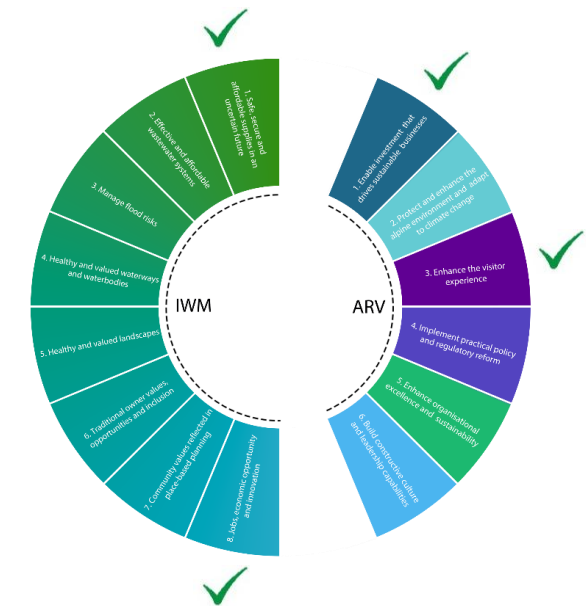 1. Safe, secure and
affordable supplies in an
uncertain future
2. Effective and affordable
wastewater systems
3. Manage flood risks
4. Healthy and valued waterways
and waterbodies
5. Healthy and valued landscapes
6. Traditional owner values,
opportunities and inclusion
7. Community values reflected in
place-based planning
8. Jobs, economic opportunity
and innovation
IWM
ARV
1. Enable investment that
drives sustainable businesses
2. Protect and enhance the
alpine environment and adapt
to climate change
3. Enhance the visitor
experience
4. Implement practical policy
and regulatory reform
5. Enhance organisational
excellence and sustainability
6. Build constructive culture
and leadership capabilities